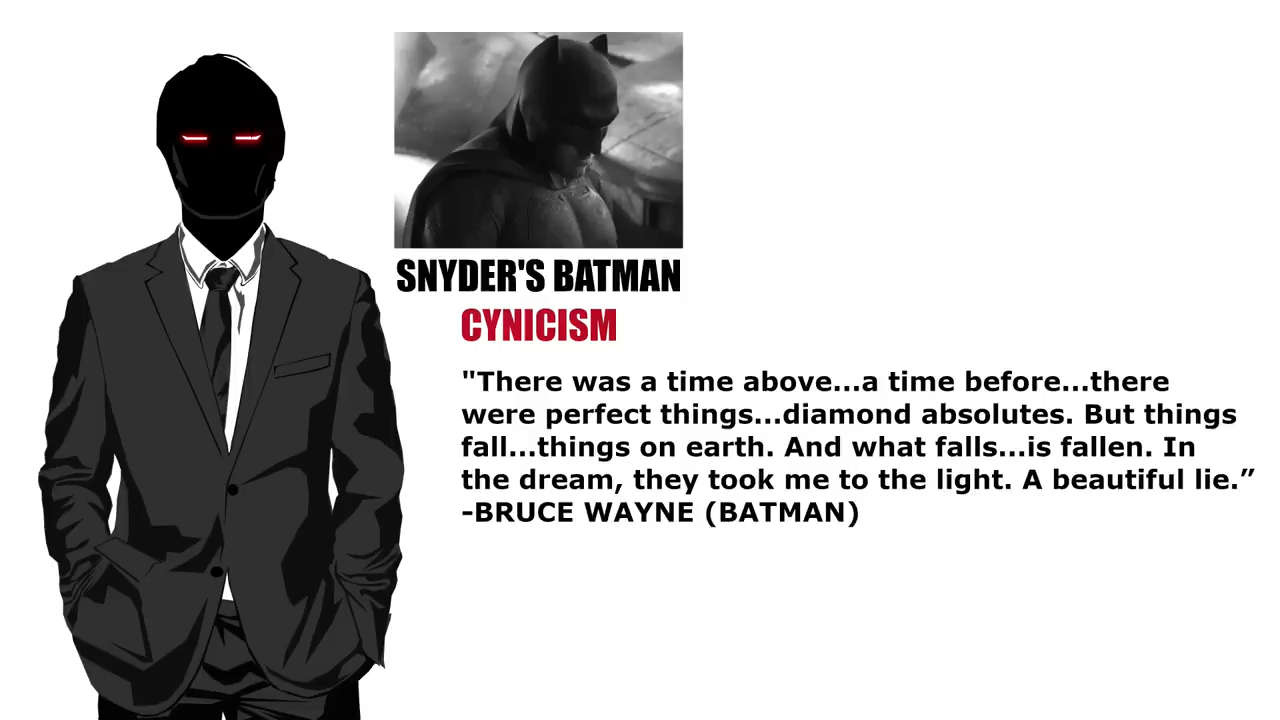 SNYDER'S BATMAN
CYNICISM
"There was a time above...a time before...there
were perfect things...diamond absolutes. But things
fall...things on earth. And what falls...is fallen. In
the dream, they took me to the light. A beautiful lie.”
-BRUCE WAYNE (BATMAN)